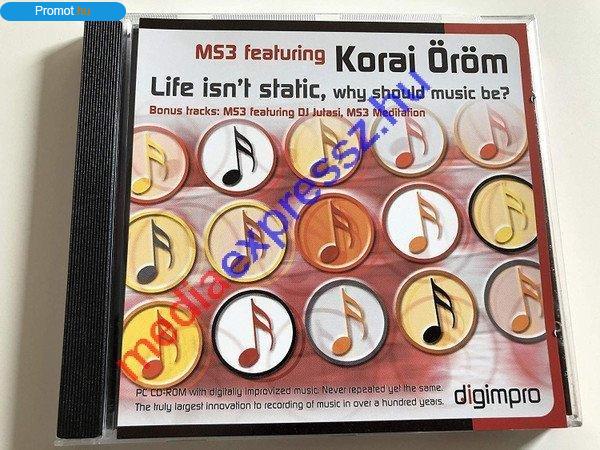 Promot.hu
MS3 featuring Korai Öröm
Life isn't static, why should music be?
Bonus tracks: MS3 featuring DJ Jutasi, MS3 Meditation
mediaexpressz.hu
PC CD-ROM with digitally improvized music. Never repeated yet the same.
The truly largest innovation to recording of music in over a hundred years.
digimpro